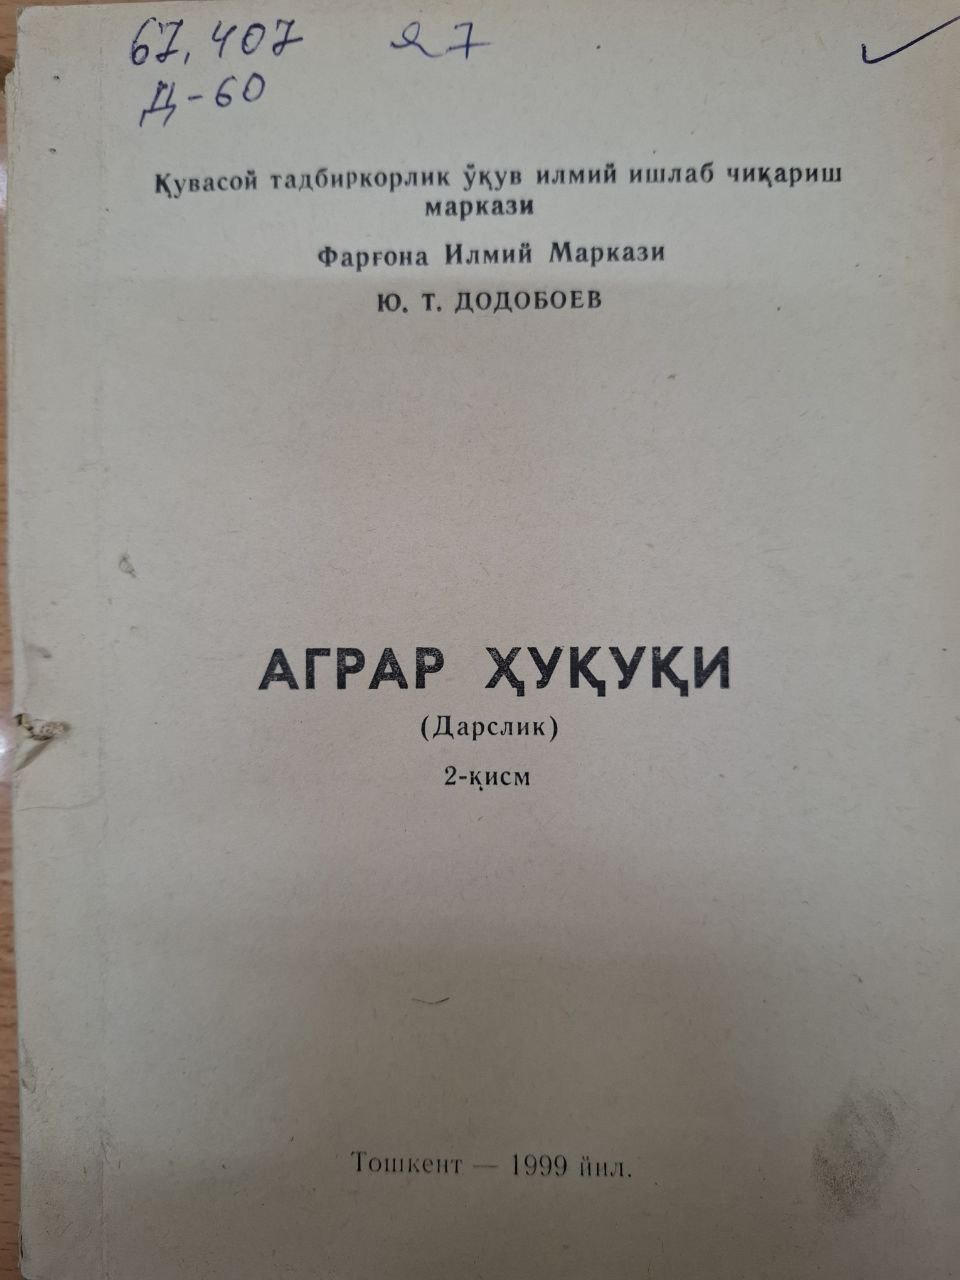 67.407 я7
Д-60
Қувасой тадбиркорлик ўқув илмий ишлаб чиқариш
маркази
Фарғона Илмий Маркази
Ю. Т. ДОДОБОЕВ
АГРАР ҲУҚУҚИ
(Дарслик)
2-қисм
Тошкент — 1999 йил.